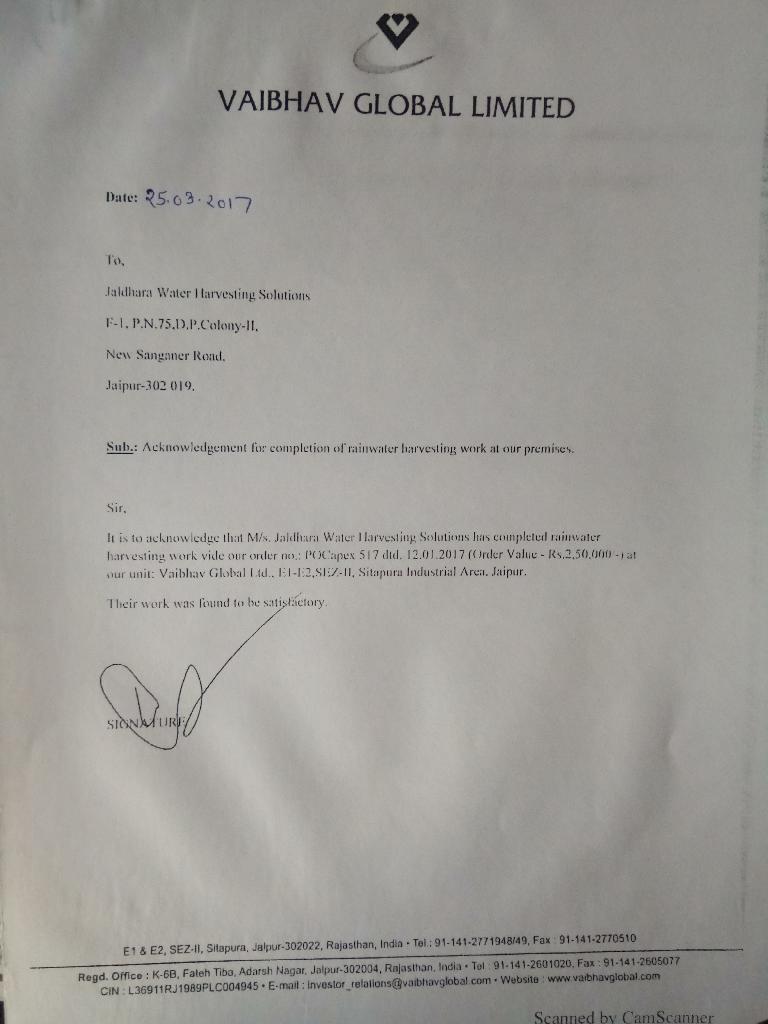 VAIBHAV GLOBAL LIMITED
Date: 25.03.2017
To,
Jaldhara Water Harvesting Solutions
F-1, P.N.75,D.P.Colony-II,
New Sanganer Road,
Jaipur-302 019.
Sub.: Acknowledgement for completion of rainwater harvesting work at our premises.
Sir,
It is to acknowledge that M/s. Jaldhara Water Harvesting Solutions has completed rainwater
harvesting work vide our order no.: POCapex 517 dtd. 12.01.2017 (Order Value - Rs.2,50,000/-) at
our unit: Vaibhav Global Ltd., E1-E2,SEZ-II, Sitapura Industrial Area, Jaipur.
Their work was found to be satisfactory.
SIGNATURE
E1 & E2, SEZ-II, Sitapura, Jaipur-302022, Rajasthan, India • Tel.: 91-141-2771948/49, Fax : 91-141-2770510
Regd. Office : K-6B, Fateh Tiba, Adarsh Nagar, Jaipur-302004, Rajasthan, India • Tel : 91-141-2601020, Fax : 91-141-2605077
CIN : L36911RJ1989PLC004945 • E-mail : investor_relations@vaibhavglobal.com • Website : www.vaibhavglobal.com
Scanned by CamScanner